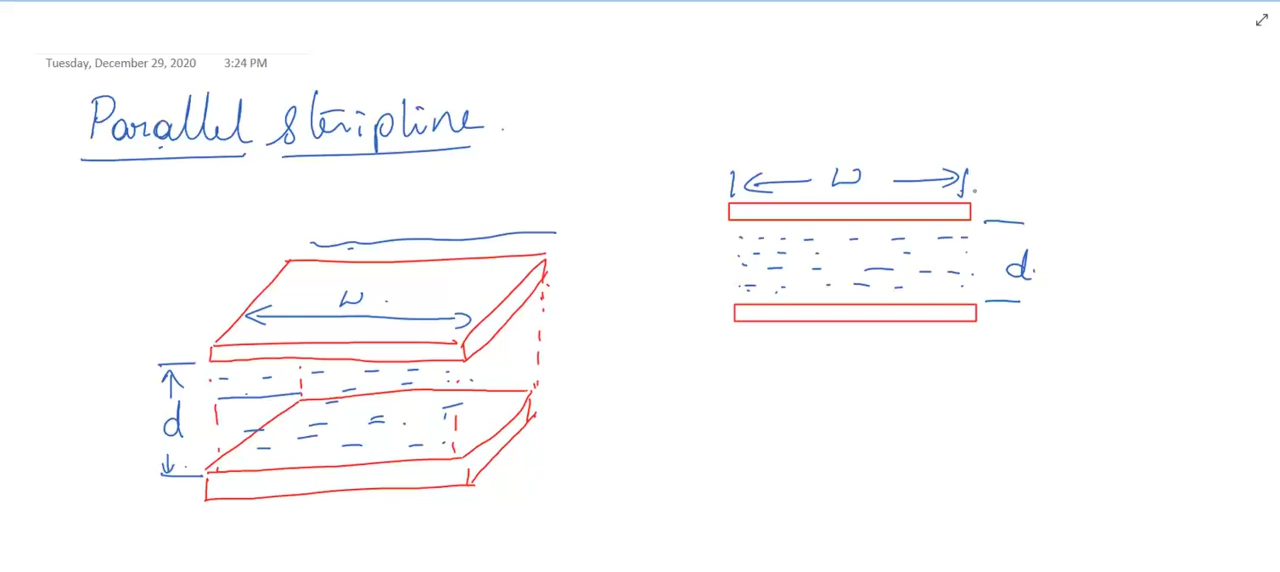 Tuesday, December 29, 2020 3:24 PM
Parallel stripline.
w
d
w
d.